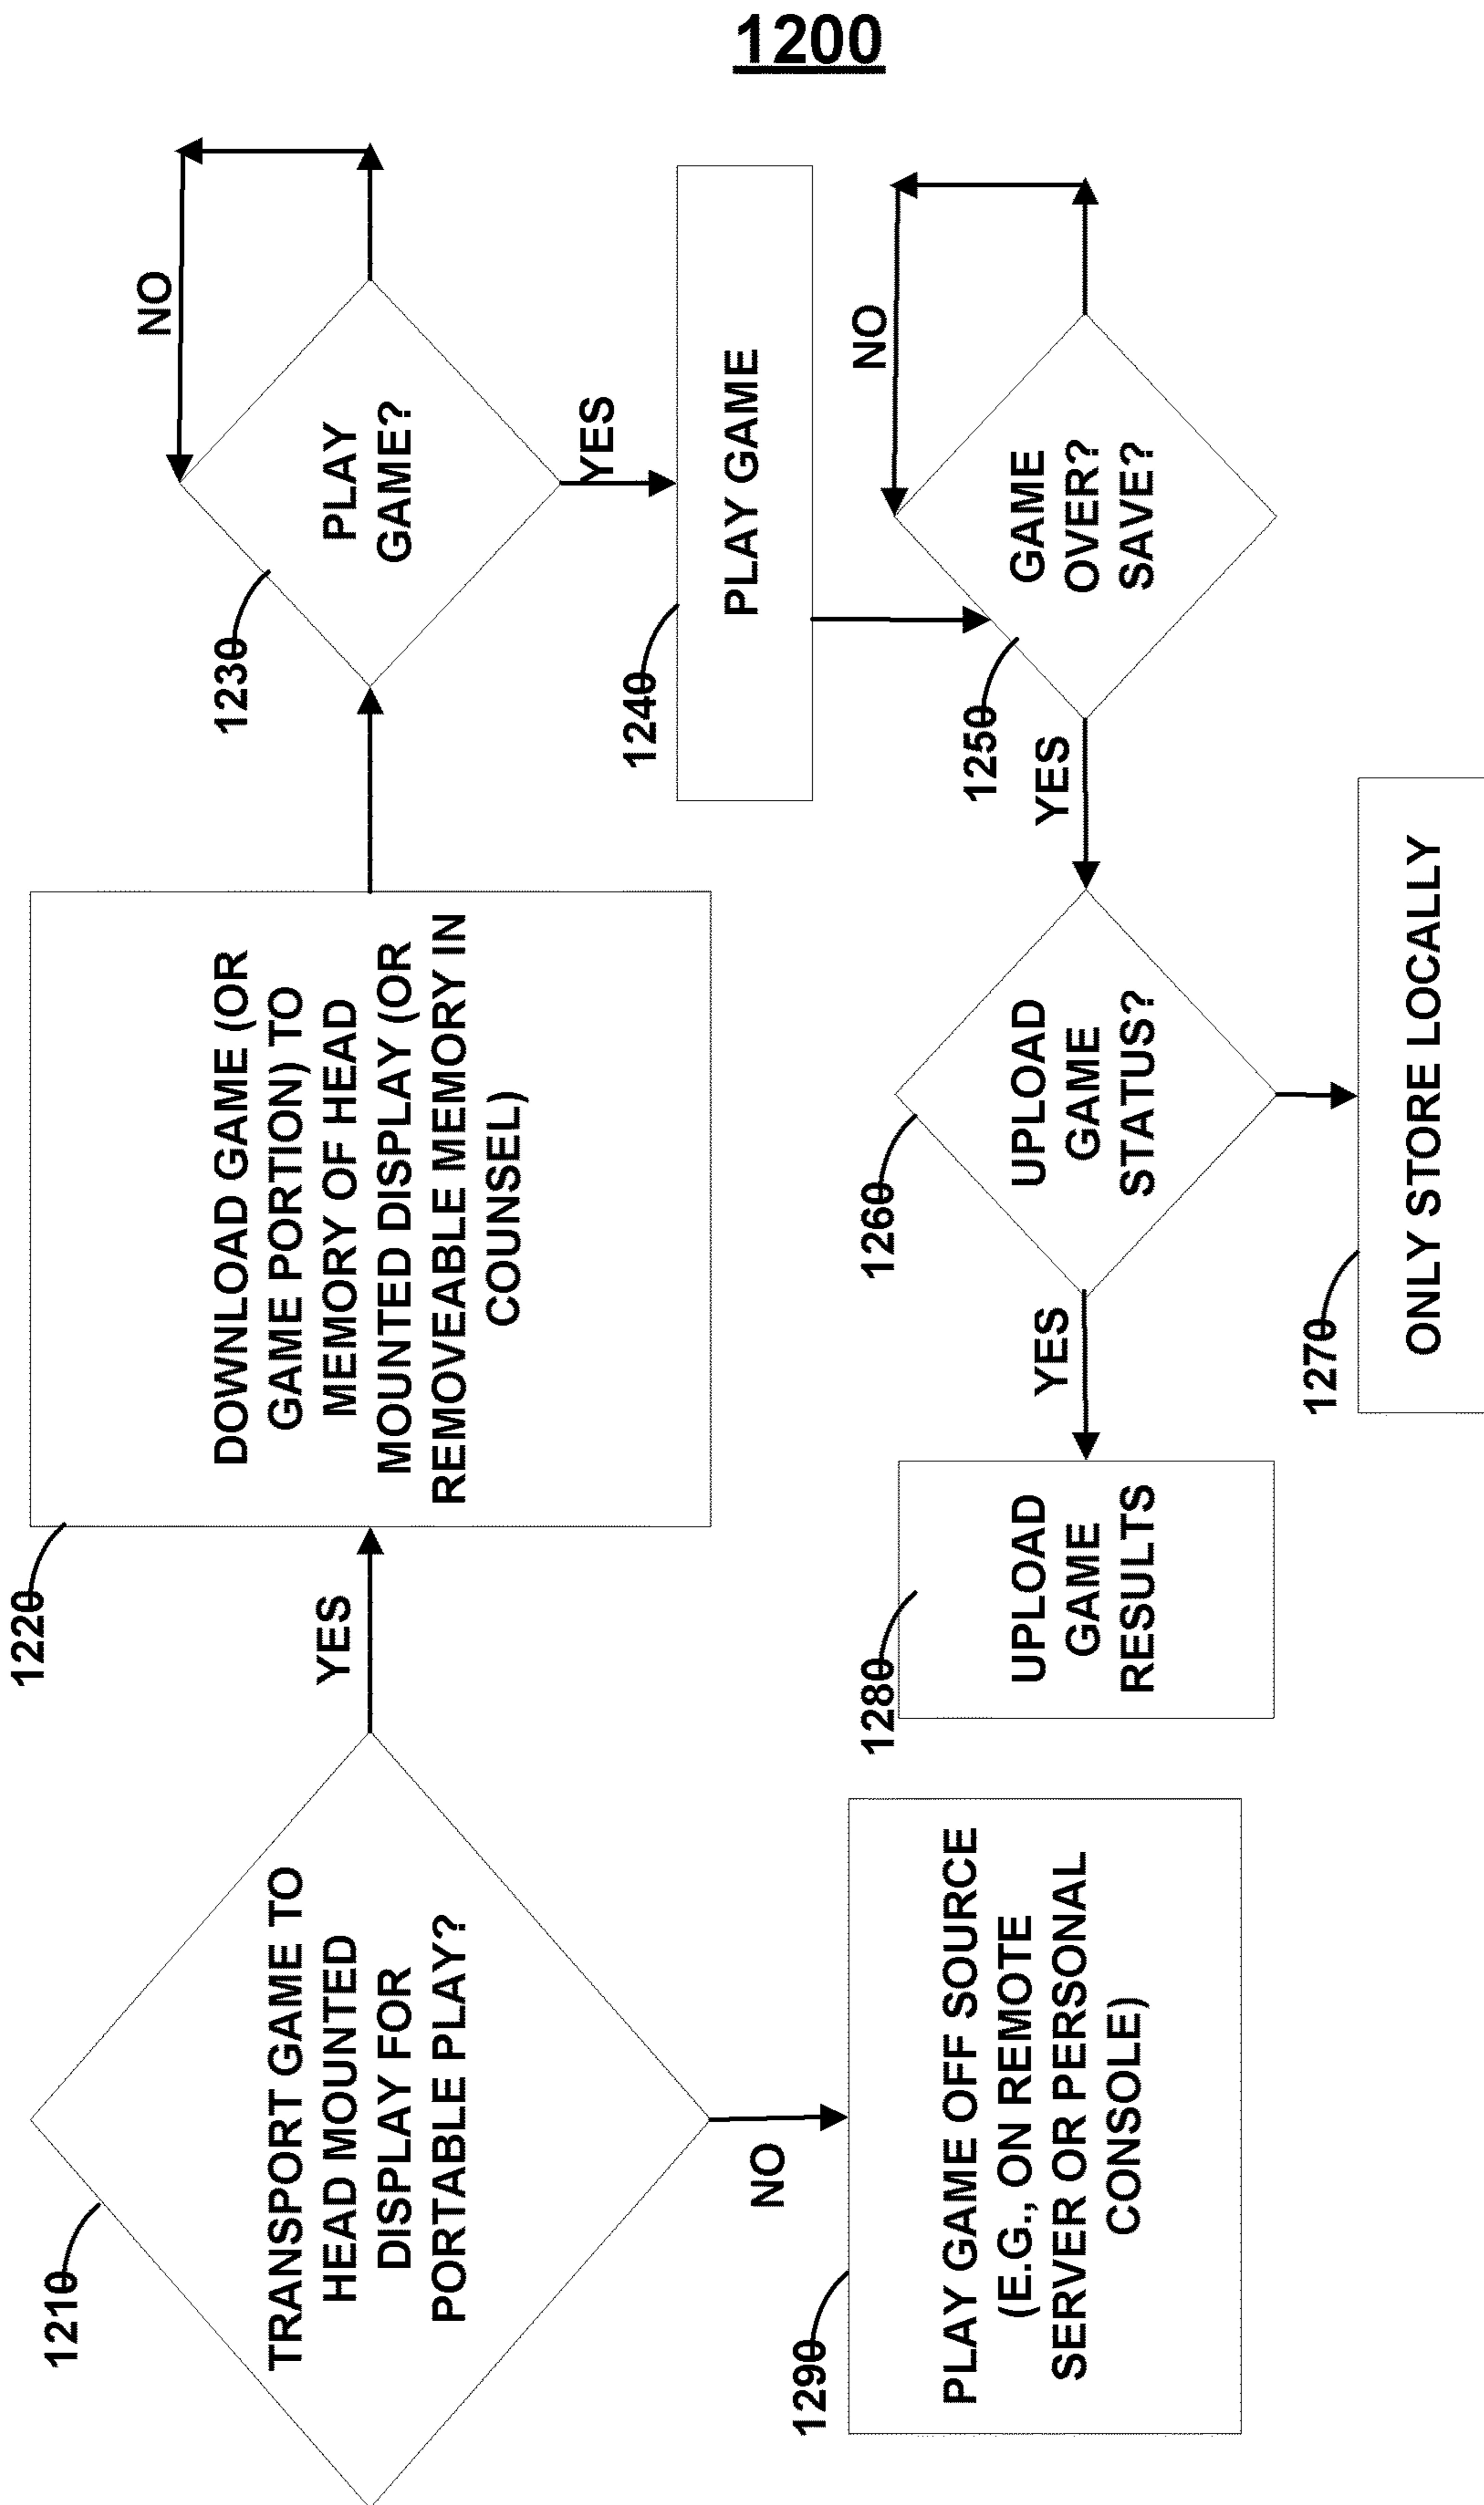 1200
1210
TRANSPORT GAME TO
HEAD MOUNTED
DISPLAY FOR
PORTABLE PLAY?
YES
NO
1220
DOWNLOAD GAME (OR
GAME PORTION) TO
MEMORY OF HEAD
MOUNTED DISPLAY (OR
REMOVEABLE MEMORY IN
COUNSEL)
1230
PLAY
GAME?
NO
YES
1240
PLAY GAME
1250
GAME
OVER?
SAVE?
NO
YES
1260
UPLOAD
GAME
STATUS?
YES
1270
ONLY STORE LOCALLY
1280
UPLOAD
GAME
RESULTS
1290
PLAY GAME OFF SOURCE
(E.G., ON REMOTE
SERVER OR PERSONAL
CONSOLE)